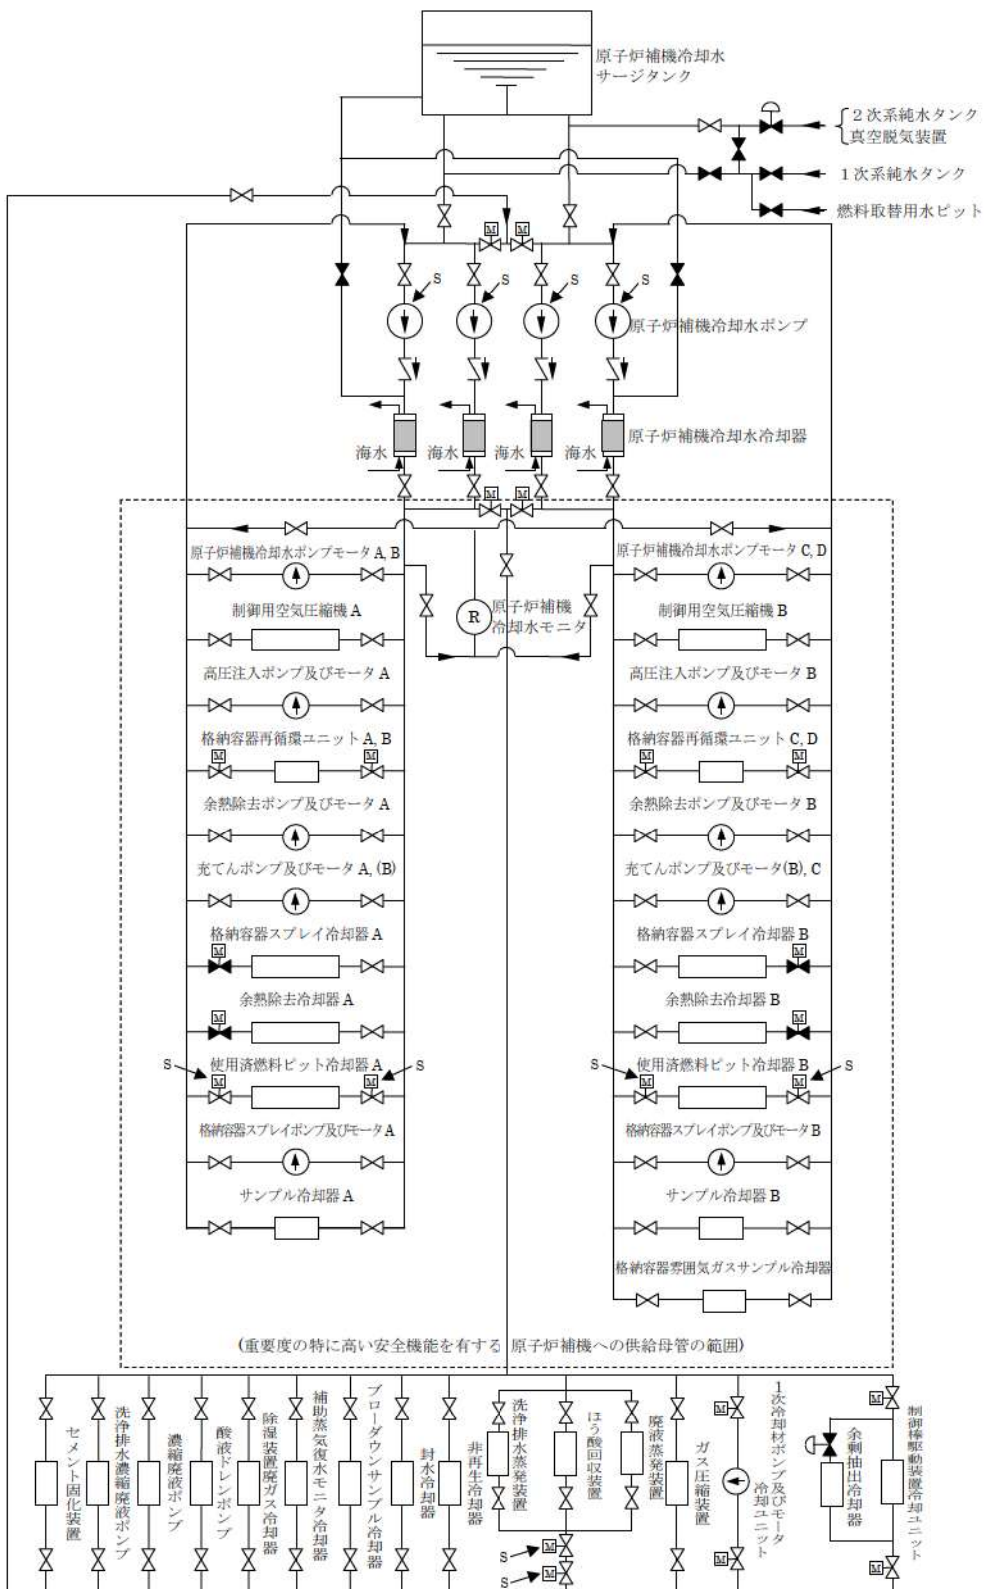 原子炉補機冷却水
サージタンク
2次系純水タンク
真空脱気装置
1次系純水タンク
燃料取替用水ピット
M
M
S
S
S
S
原子炉補機冷却水ポンプ
原子炉補機冷却水冷却器
海水
海水
海水
海水
M
M
原子炉補機冷却水ポンプモータ A, B
原子炉補機冷却水ポンプモータ C, D
R
原子炉補機
冷却水モニタ
制御用空気圧縮機 A
制御用空気圧縮機 B
高圧注入ポンプ及びモータ A
高圧注入ポンプ及びモータ B
格納容器再循環ユニット A, B
格納容器再循環ユニット C, D
M
M
M
M
余熱除去ポンプ及びモータ A
余熱除去ポンプ及びモータ B
充てんポンプ及びモータ A, (B)
充てんポンプ及びモータ(B), C
格納容器スプレイ冷却器 A
格納容器スプレイ冷却器 B
M
M
余熱除去冷却器 A
余熱除去冷却器 B
M
M
使用済燃料ピット冷却器 A
使用済燃料ピット冷却器 B
S
M
M
S
S
M
M
S
格納容器スプレイポンプ及びモータA
格納容器スプレイポンプ及びモータB
サンプル冷却器 A
サンプル冷却器 B
格納容器雰囲気ガスサンプル冷却器
(重要度の特に高い安全機能を有する 原子炉補機への供給母管の範囲)
セメント固化装置
洗浄排水濃縮廃液ポンプ
濃縮廃液ポンプ
酸液ドレンポンプ
除湿装置廃ガス冷却器
補助蒸気復水モニタ冷却器
ブローダウンサンプル冷却器
封水冷却器
非再生冷却器
洗浄排水蒸発装置
ほう酸回収装置
廃液蒸発装置
ガス圧縮装置
1次冷却材ポンプ及びモータ
冷却ユニット
余剰抽出冷却器
制御棒駆動装置冷却ユニット
M
M
S
M
S
M
M
M